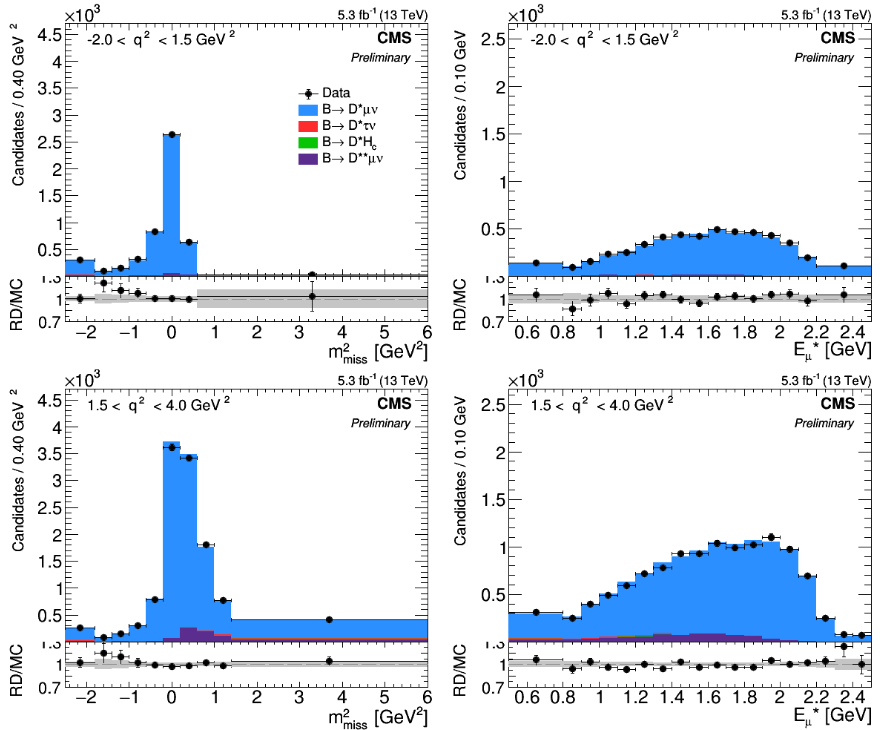 ×10³ 5.3 fb⁻¹ (13 TeV)
-2.0 < q² < 1.5 GeV² CMS
Preliminary
Data
B→ D*μν
B→ D*τν
B→ D*H_c
B→ D**μν
Candidates / 0.40 GeV²
4.5
4
3.5
3
2.5
2
1.5
1
0.5
1.3
1
0.7
RD/MC
−2 −1 0 1 2 3 4 5 6
m²_miss [GeV²]
×10³ 5.3 fb⁻¹ (13 TeV)
-2.0 < q² < 1.5 GeV² CMS
Preliminary
Candidates / 0.10 GeV
2.5
2
1.5
1
0.5
1.3
1
0.7
RD/MC
0.6 0.8 1 1.2 1.4 1.6 1.8 2 2.2 2.4
E_μ* [GeV]
×10³ 5.3 fb⁻¹ (13 TeV)
1.5 < q² < 4.0 GeV² CMS
Preliminary
Candidates / 0.40 GeV²
4.5
4
3.5
3
2.5
2
1.5
1
0.5
1.3
1
0.7
RD/MC
−2 −1 0 1 2 3 4 5 6
m²_miss [GeV²]
×10³ 5.3 fb⁻¹ (13 TeV)
1.5 < q² < 4.0 GeV² CMS
Preliminary
Candidates / 0.10 GeV
2.5
2
1.5
1
0.5
1.3
1
0.7
RD/MC
0.6 0.8 1 1.2 1.4 1.6 1.8 2 2.2 2.4
E_μ* [GeV]